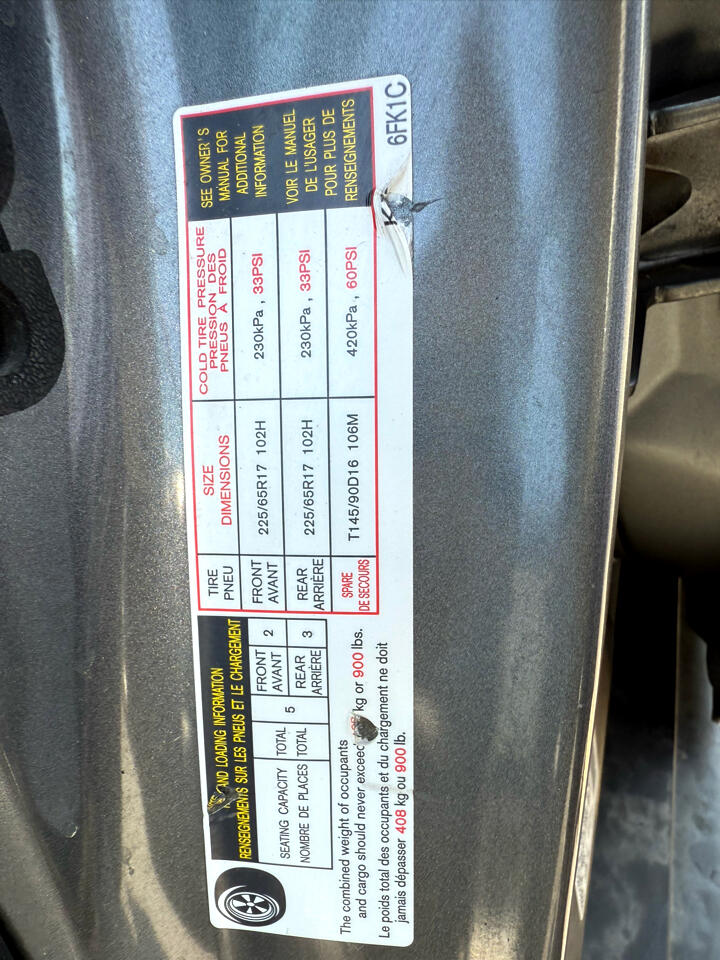 AND LOADING INFORMATION
RENSEIGNEMENTS SUR LES PNEUS ET LE CHARGEMENT
SEATING CAPACITY
NOMBRE DE PLACES
TOTAL
TOTAL
5
FRONT
AVANT
2
REAR
ARRIÈRE
3
The combined weight of occupants
and cargo should never exceed kg or 900 lbs.
Le poids total des occupants et du chargement ne doit
jamais dépasser 408 kg ou 900 lb.
TIRE
PNEU
SIZE
DIMENSIONS
COLD TIRE PRESSURE
PRESSION DES
PNEUS À FROID
FRONT
AVANT
225/65R17 102H
230kPa , 33PSI
REAR
ARRIÈRE
225/65R17 102H
230kPa , 33PSI
SPARE
DE SECOURS
T145/90D16 106M
420kPa , 60PSI
SEE OWNER'S
MANUAL FOR
ADDITIONAL
INFORMATION
VOIR LE MANUEL
DE L'USAGER
POUR PLUS DE
RENSEIGNEMENTS
K
6FK1C